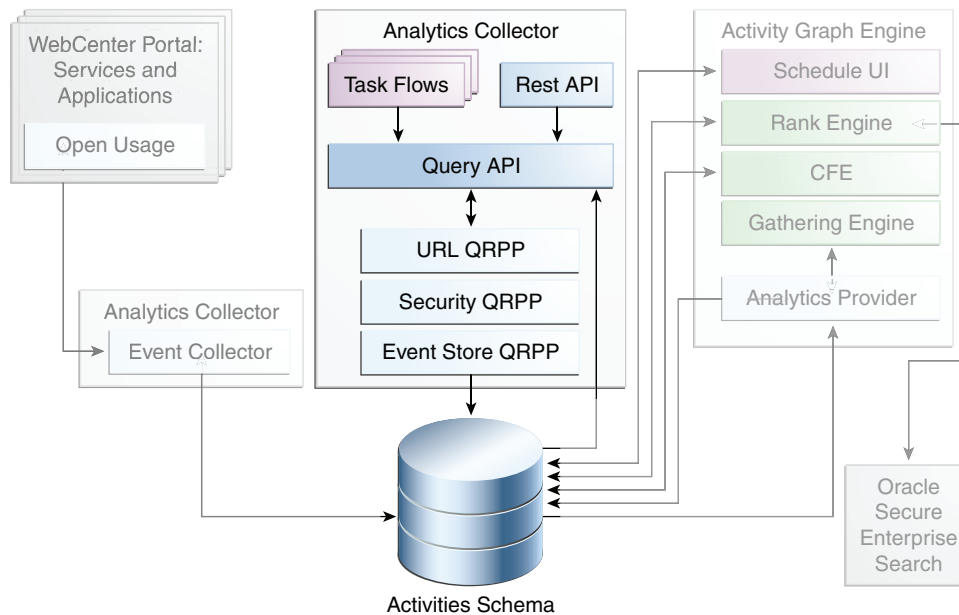 WebCenter Portal:
Services and
Applications
Open Usage
Analytics Collector
Event Collector
Analytics Collector
Task Flows
Rest API
Query API
URL QRPP
Security QRPP
Event Store QRPP
Activities Schema
Activity Graph Engine
Schedule UI
Rank Engine
CFE
Gathering Engine
Analytics Provider
Oracle
Secure
Enterprise
Search